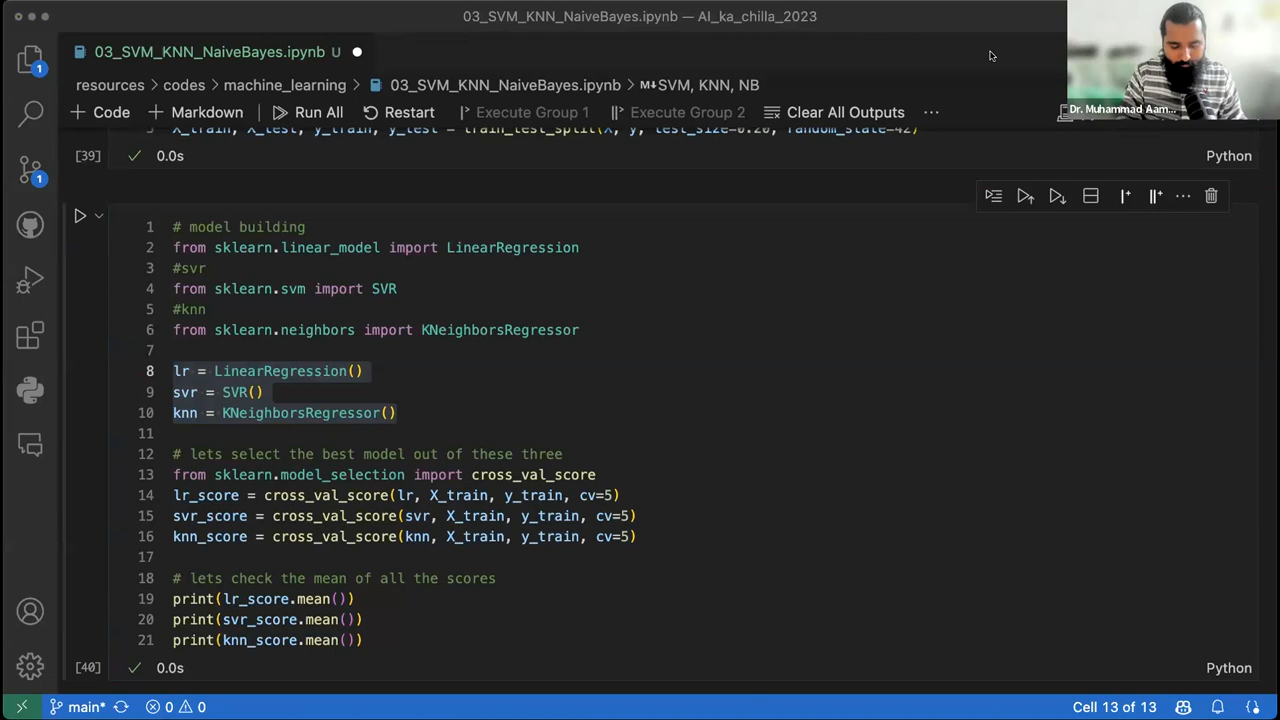 03_SVM_KNN_NaiveBayes.ipynb — AI_ka_chilla_2023
03_SVM_KNN_NaiveBayes.ipynb U
resources > codes > machine_learning > 03_SVM_KNN_NaiveBayes.ipynb > M↓SVM, KNN, NB
+ Code + Markdown Run All Restart Execute Group 1 Execute Group 2 Clear All Outputs ...
Dr. Muhammad Aam...
5 X_train, X_test, y_train, y_test = train_test_split(X, y, test_size=0.20, random_state=42)
[39] 0.0s Python
1 # model building
2 from sklearn.linear_model import LinearRegression
3 #svr
4 from sklearn.svm import SVR
5 #knn
6 from sklearn.neighbors import KNeighborsRegressor
7
8 lr = LinearRegression()
9 svr = SVR()
10 knn = KNeighborsRegressor()
11
12 # lets select the best model out of these three
13 from sklearn.model_selection import cross_val_score
14 lr_score = cross_val_score(lr, X_train, y_train, cv=5)
15 svr_score = cross_val_score(svr, X_train, y_train, cv=5)
16 knn_score = cross_val_score(knn, X_train, y_train, cv=5)
17
18 # lets check the mean of all the scores
19 print(lr_score.mean())
20 print(svr_score.mean())
21 print(knn_score.mean())
[40] 0.0s Python
1
1
main* 0 0 Cell 13 of 13